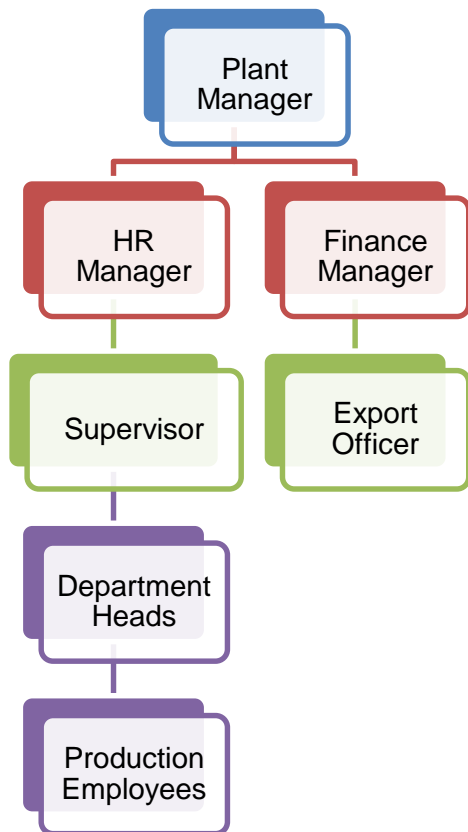 Plant
Manager
HR
Manager
Finance
Manager
Supervisor
Export
Officer
Department
Heads
Production
Employees